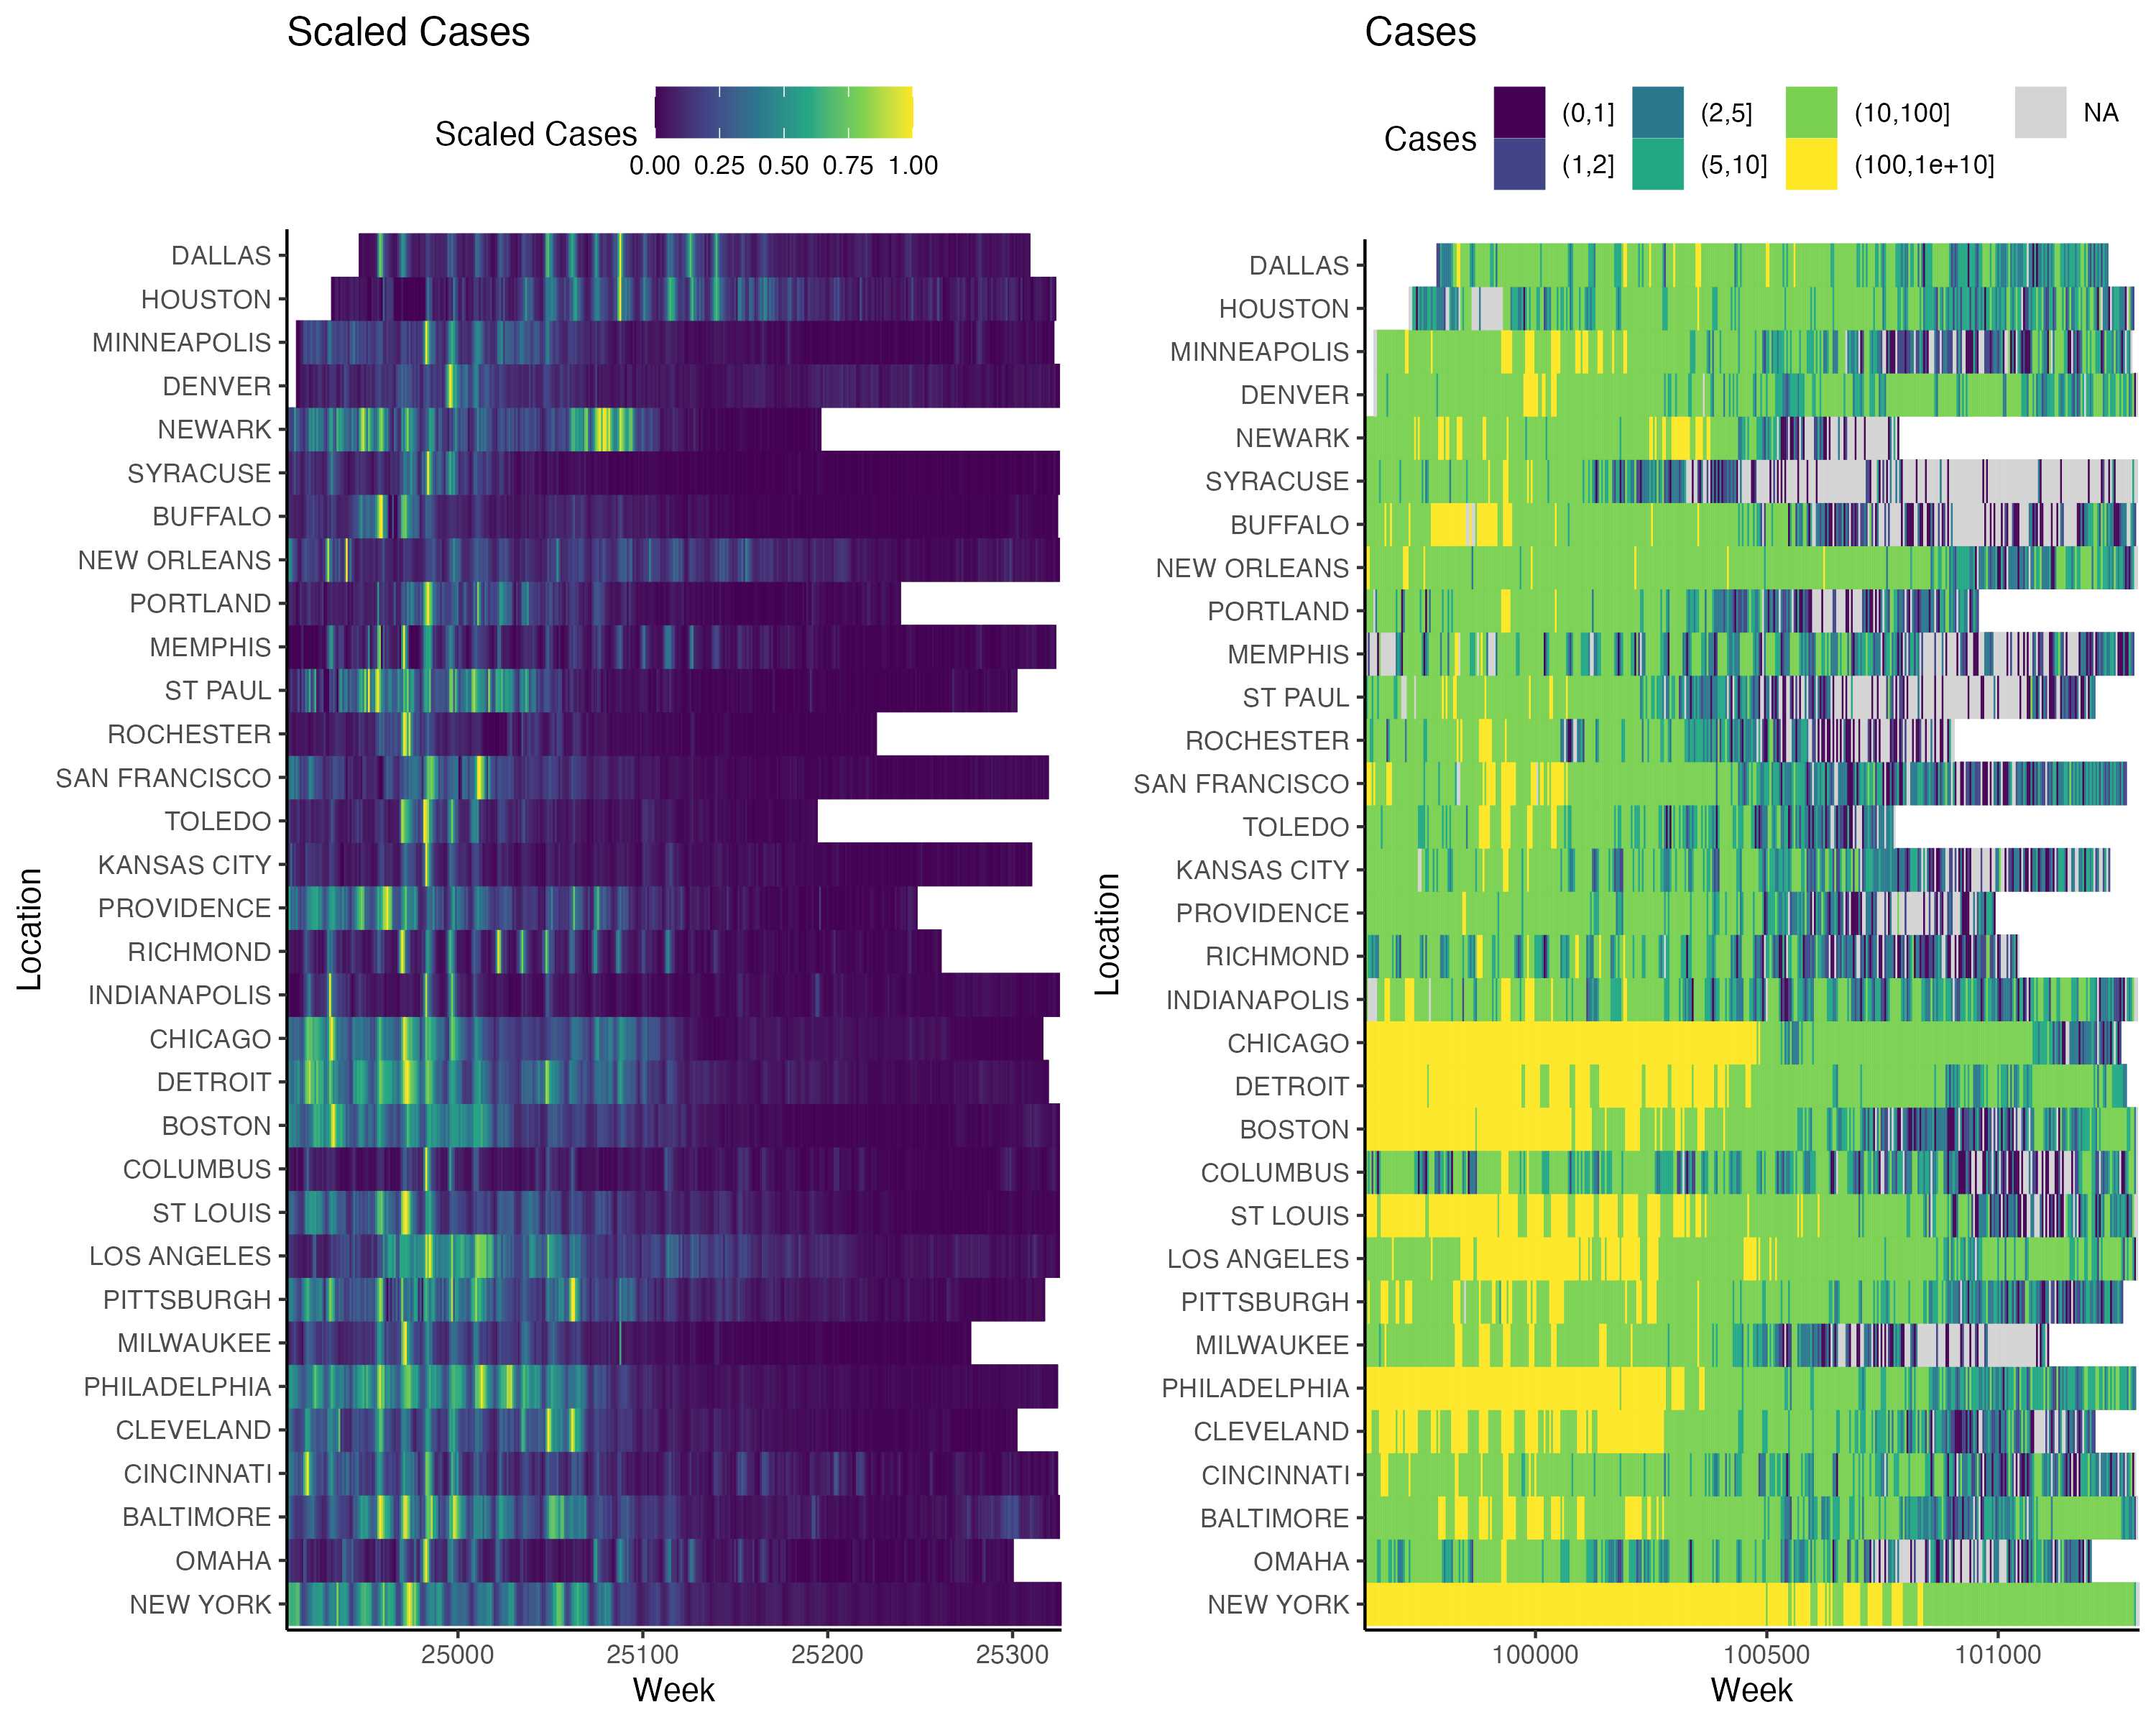 Scaled Cases
Scaled Cases
0.00 0.25 0.50 0.75 1.00
DALLAS
HOUSTON
MINNEAPOLIS
DENVER
NEWARK
SYRACUSE
BUFFALO
NEW ORLEANS
PORTLAND
MEMPHIS
ST PAUL
ROCHESTER
SAN FRANCISCO
TOLEDO
KANSAS CITY
PROVIDENCE
RICHMOND
INDIANAPOLIS
CHICAGO
DETROIT
BOSTON
COLUMBUS
ST LOUIS
LOS ANGELES
PITTSBURGH
MILWAUKEE
PHILADELPHIA
CLEVELAND
CINCINNATI
BALTIMORE
OMAHA
NEW YORK
Location
25000 25100 25200 25300
Week
Cases
Cases
(0,1] (2,5] (10,100] NA
(1,2] (5,10] (100,1e+10]
DALLAS
HOUSTON
MINNEAPOLIS
DENVER
NEWARK
SYRACUSE
BUFFALO
NEW ORLEANS
PORTLAND
MEMPHIS
ST PAUL
ROCHESTER
SAN FRANCISCO
TOLEDO
KANSAS CITY
PROVIDENCE
RICHMOND
INDIANAPOLIS
CHICAGO
DETROIT
BOSTON
COLUMBUS
ST LOUIS
LOS ANGELES
PITTSBURGH
MILWAUKEE
PHILADELPHIA
CLEVELAND
CINCINNATI
BALTIMORE
OMAHA
NEW YORK
Location
100000 100500 101000
Week